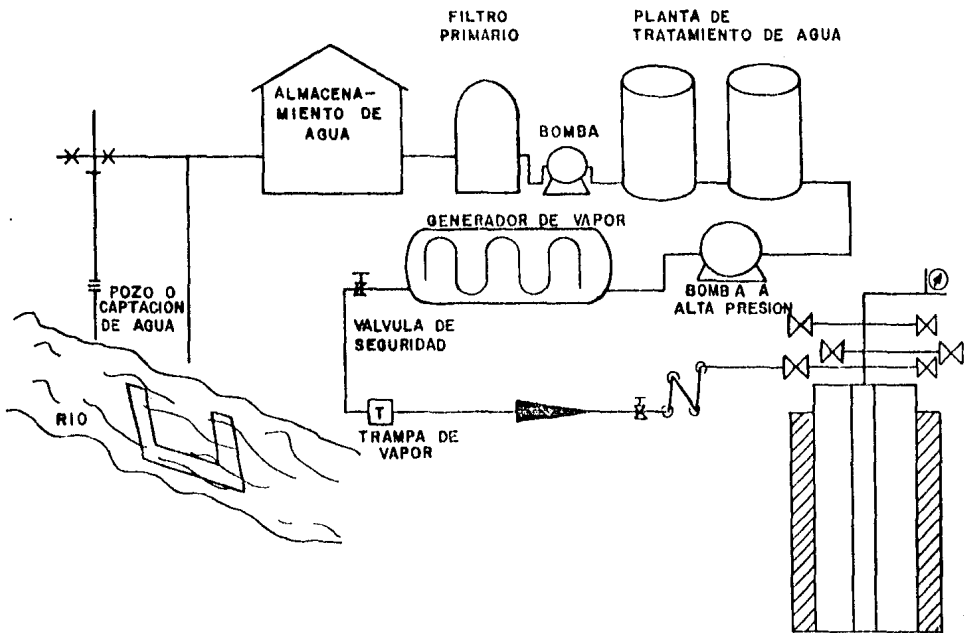 FILTRO
PRIMARIO
PLANTA DE
TRATAMIENTO DE AGUA
ALMACENA-
MIENTO DE
AGUA
BOMBA
GENERADOR DE VAPOR
POZO O
CAPTACION
DE AGUA
BOMBA A
ALTA PRESION
VALVULA DE
SEGURIDAD
RIO
T
TRAMPA DE
VAPOR